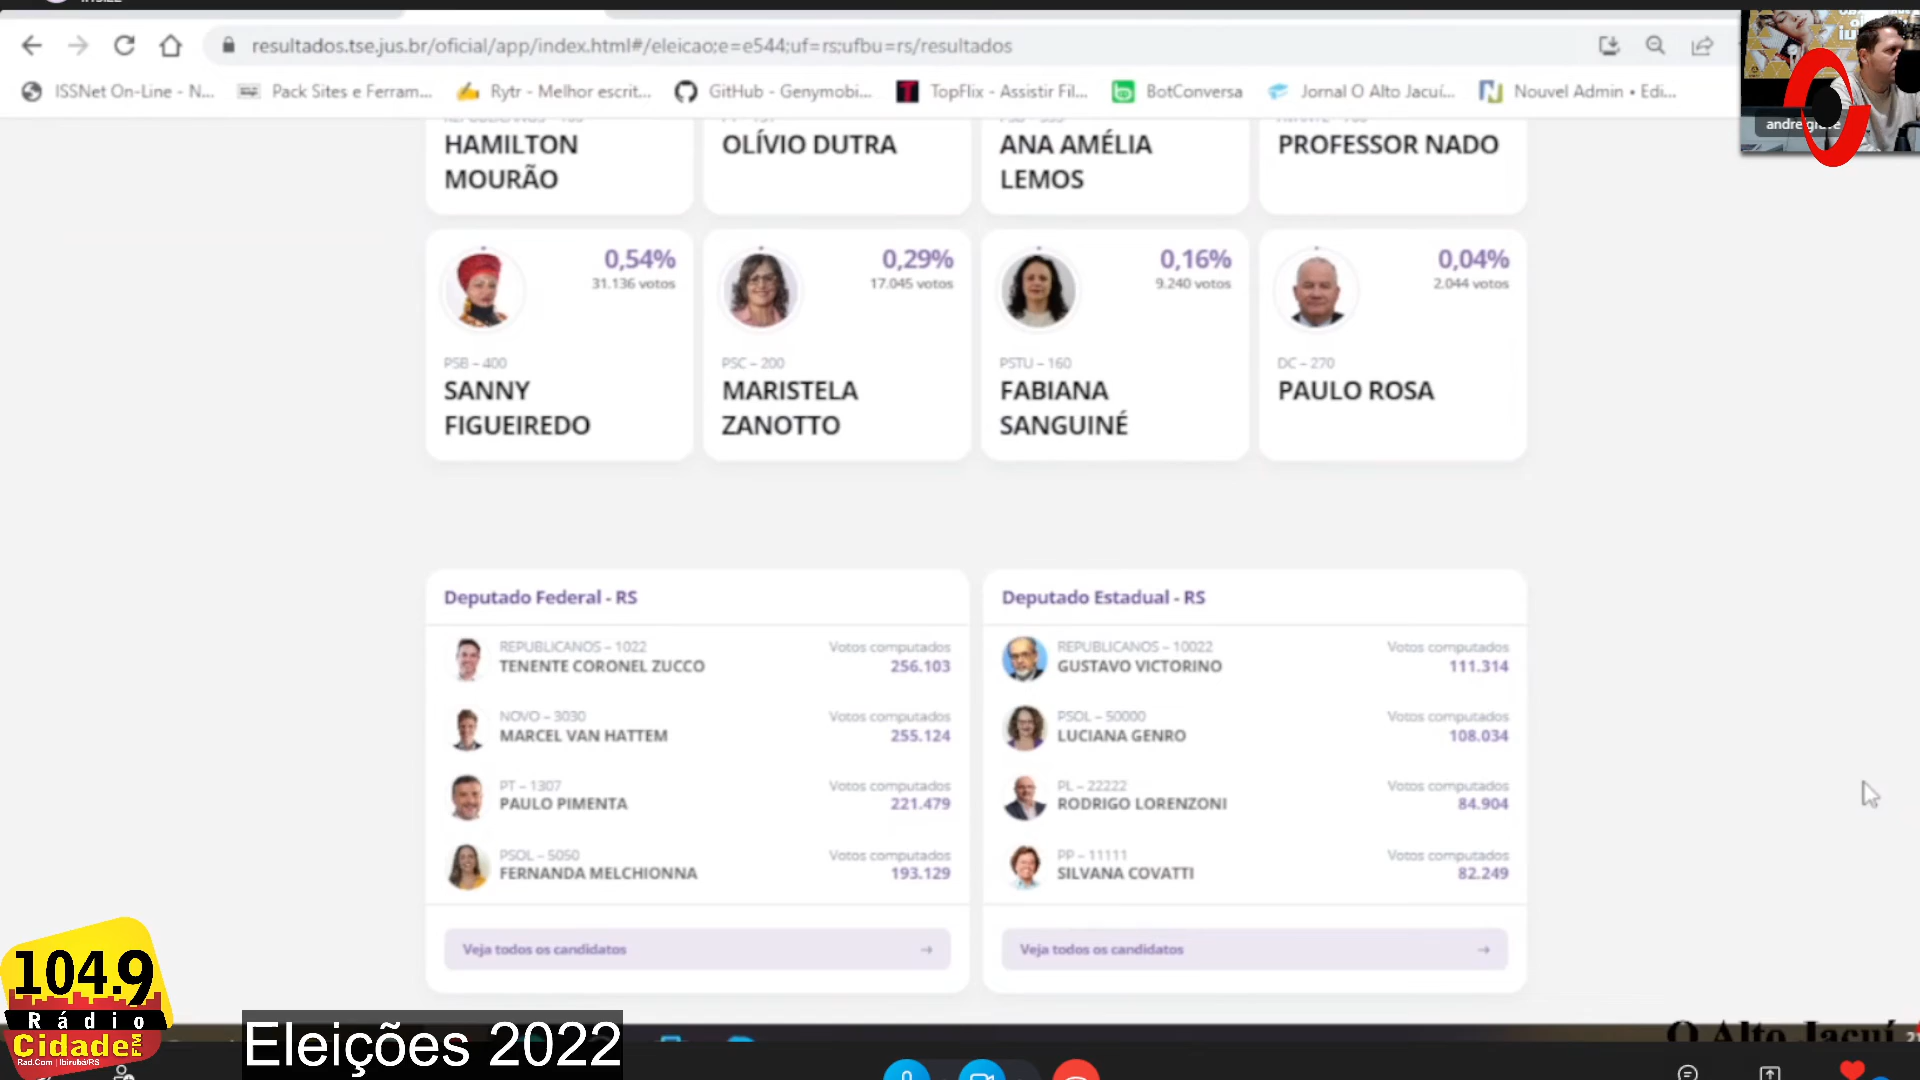 resultados.tse.jus.br/oficial/app/index.html#/eleicao;e=e544;uf=rs;ufbu=rs/resultados
ISSNet On-Line - N... Pack Sites e Ferram... Rytr - Melhor escrit... GitHub - Genymobi... TopFlix - Assistir Fil... BotConversa Jornal O Alto Jacuí... Nouvel Admin • Edi...
HAMILTON
MOURÃO
OLÍVIO DUTRA
ANA AMÉLIA
LEMOS
PROFESSOR NADO
0,54%
31.136 votos
PSB – 400
SANNY
FIGUEIREDO
0,29%
17.045 votos
PSC – 200
MARISTELA
ZANOTTO
0,16%
9.240 votos
PSTU – 160
FABIANA
SANGUINÉ
0,04%
2.044 votos
DC – 270
PAULO ROSA
Deputado Federal - RS
REPUBLICANOS – 1022 Votos computados
TENENTE CORONEL ZUCCO 256.103
NOVO – 3030 Votos computados
MARCEL VAN HATTEM 255.124
PT – 1307 Votos computados
PAULO PIMENTA 221.479
PSOL – 5050 Votos computados
FERNANDA MELCHIONNA 193.129
Veja todos os candidatos →
Deputado Estadual - RS
REPUBLICANOS – 10022 Votos computados
GUSTAVO VICTORINO 111.314
PSOL – 50000 Votos computados
LUCIANA GENRO 108.034
PL – 22222 Votos computados
RODRIGO LORENZONI 84.904
PP – 11111 Votos computados
SILVANA COVATTI 82.249
Veja todos os candidatos →
104.9
Rádio
Cidade FM
Rad.Com | Ibirubá/RS
Eleições 2022
O Alto Jacuí